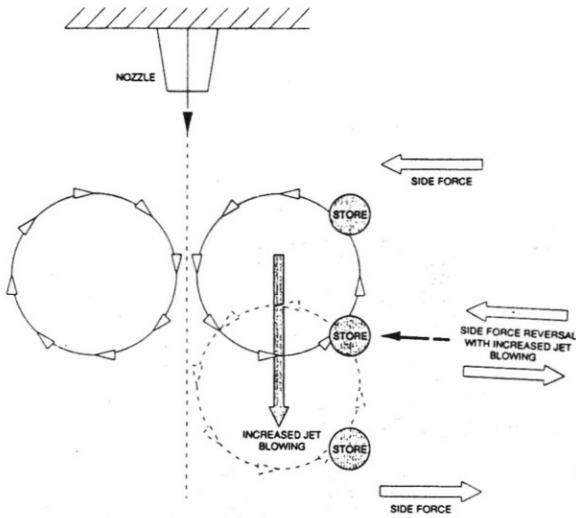 NOZZLE
SIDE FORCE
STORE
STORE
SIDE FORCE REVERSAL
WITH INCREASED JET
BLOWING
INCREASED JET
BLOWING
STORE
SIDE FORCE